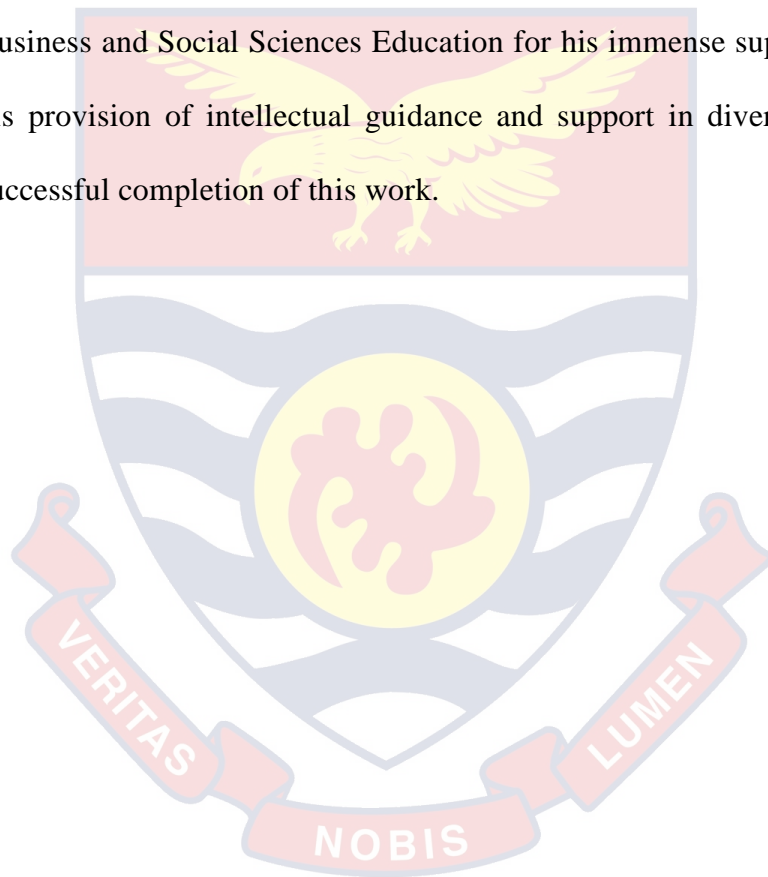 usiness and Social Sciences Education for his immense sup
s provision of intellectual guidance and support in diver
uccessful completion of this work.
VERITAS
NOBIS
LUMEN